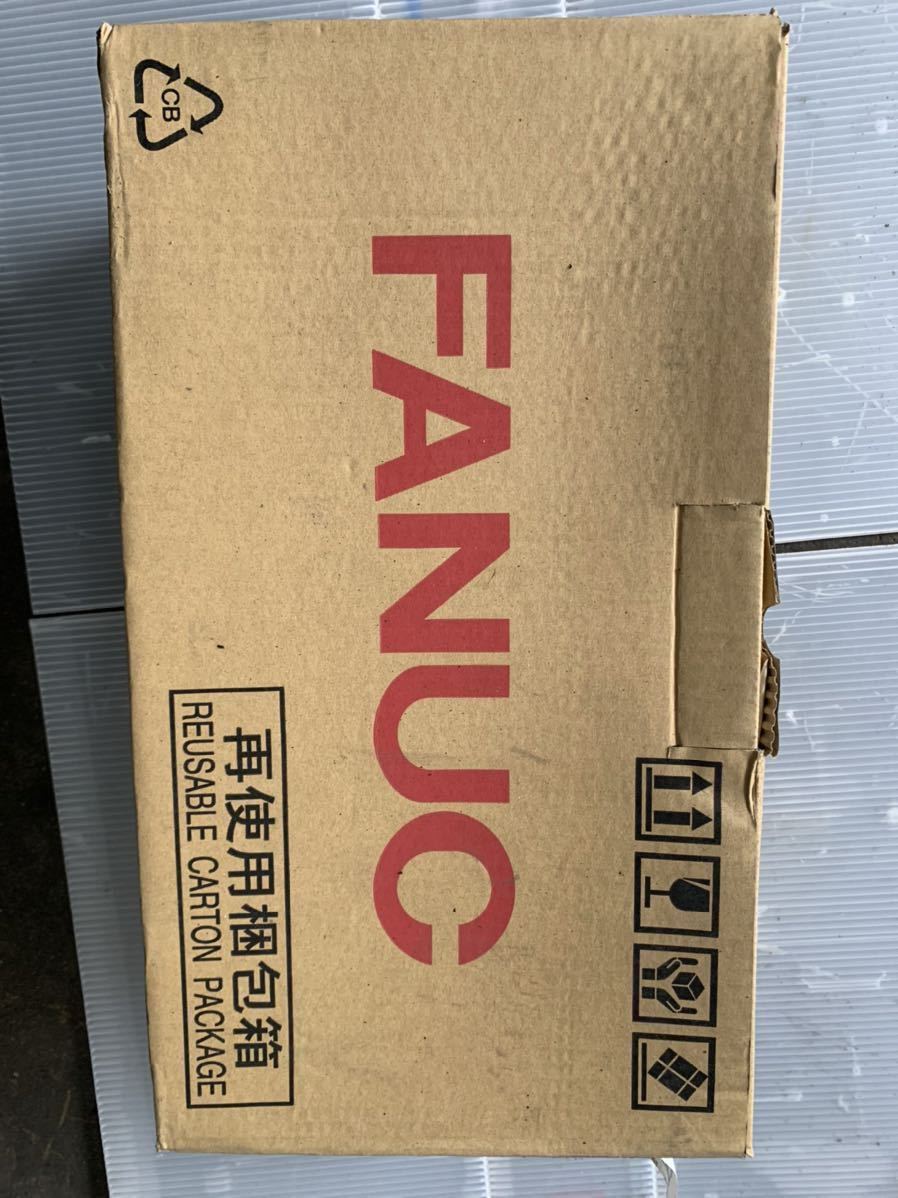 CB
FANUC
再使用梱包箱
REUSABLE CARTON PACKAGE